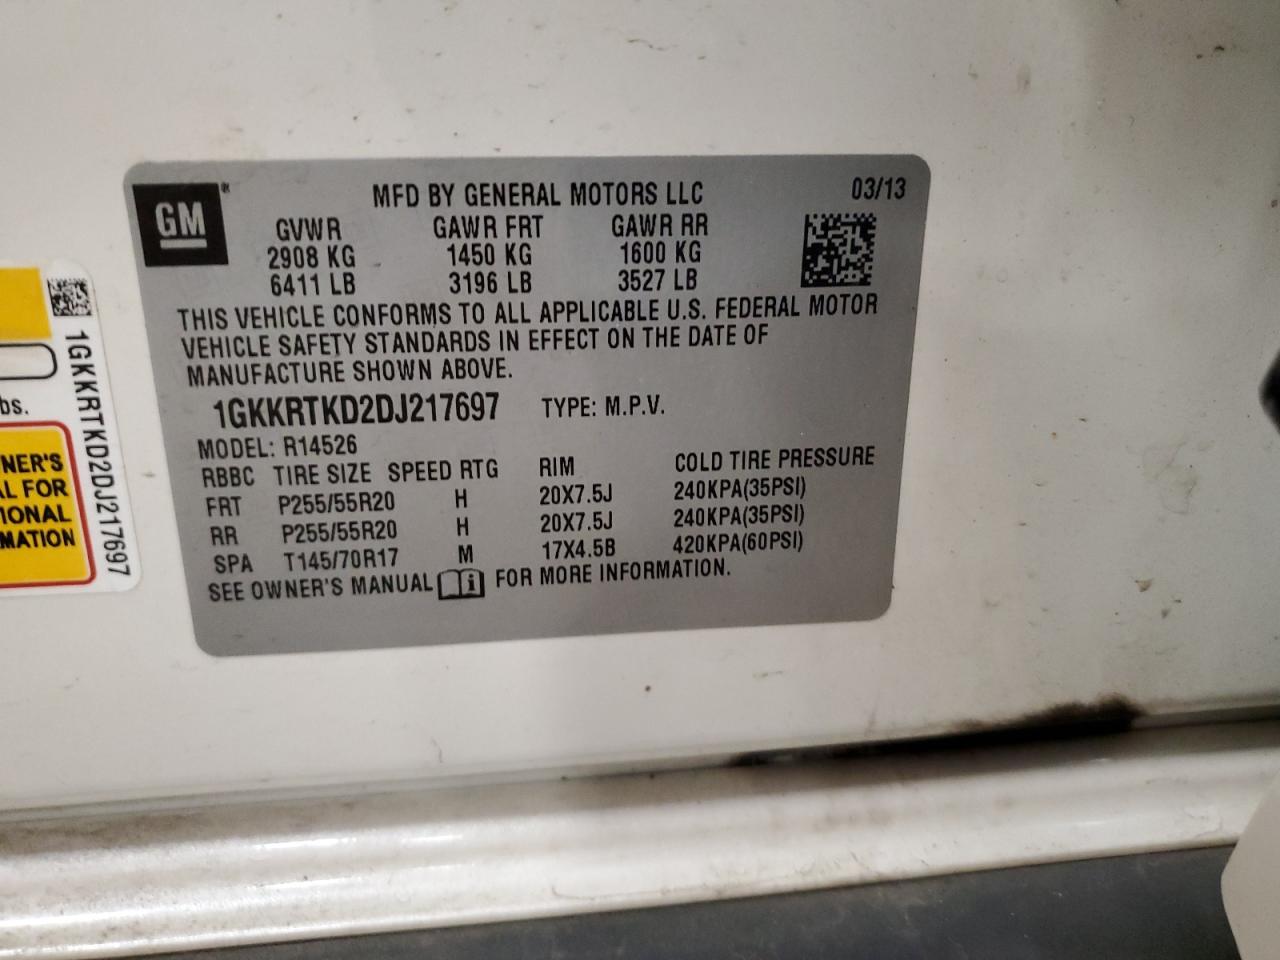 GM
MFD BY GENERAL MOTORS LLC 03/13
GVWR GAWR FRT GAWR RR
2908 KG 1450 KG 1600 KG
6411 LB 3196 LB 3527 LB
THIS VEHICLE CONFORMS TO ALL APPLICABLE U.S. FEDERAL MOTOR
VEHICLE SAFETY STANDARDS IN EFFECT ON THE DATE OF
MANUFACTURE SHOWN ABOVE.
1GKKRTKD2DJ217697 TYPE: M.P.V.
MODEL: R14526
RBBC TIRE SIZE SPEED RTG RIM COLD TIRE PRESSURE
FRT P255/55R20 H 20X7.5J 240KPA(35PSI)
RR P255/55R20 H 20X7.5J 240KPA(35PSI)
SPA T145/70R17 M 17X4.5B 420KPA(60PSI)
SEE OWNER'S MANUAL i FOR MORE INFORMATION.
1GKKRTKD2DJ217697
bs.
NER'S
AL FOR
IONAL
MATION